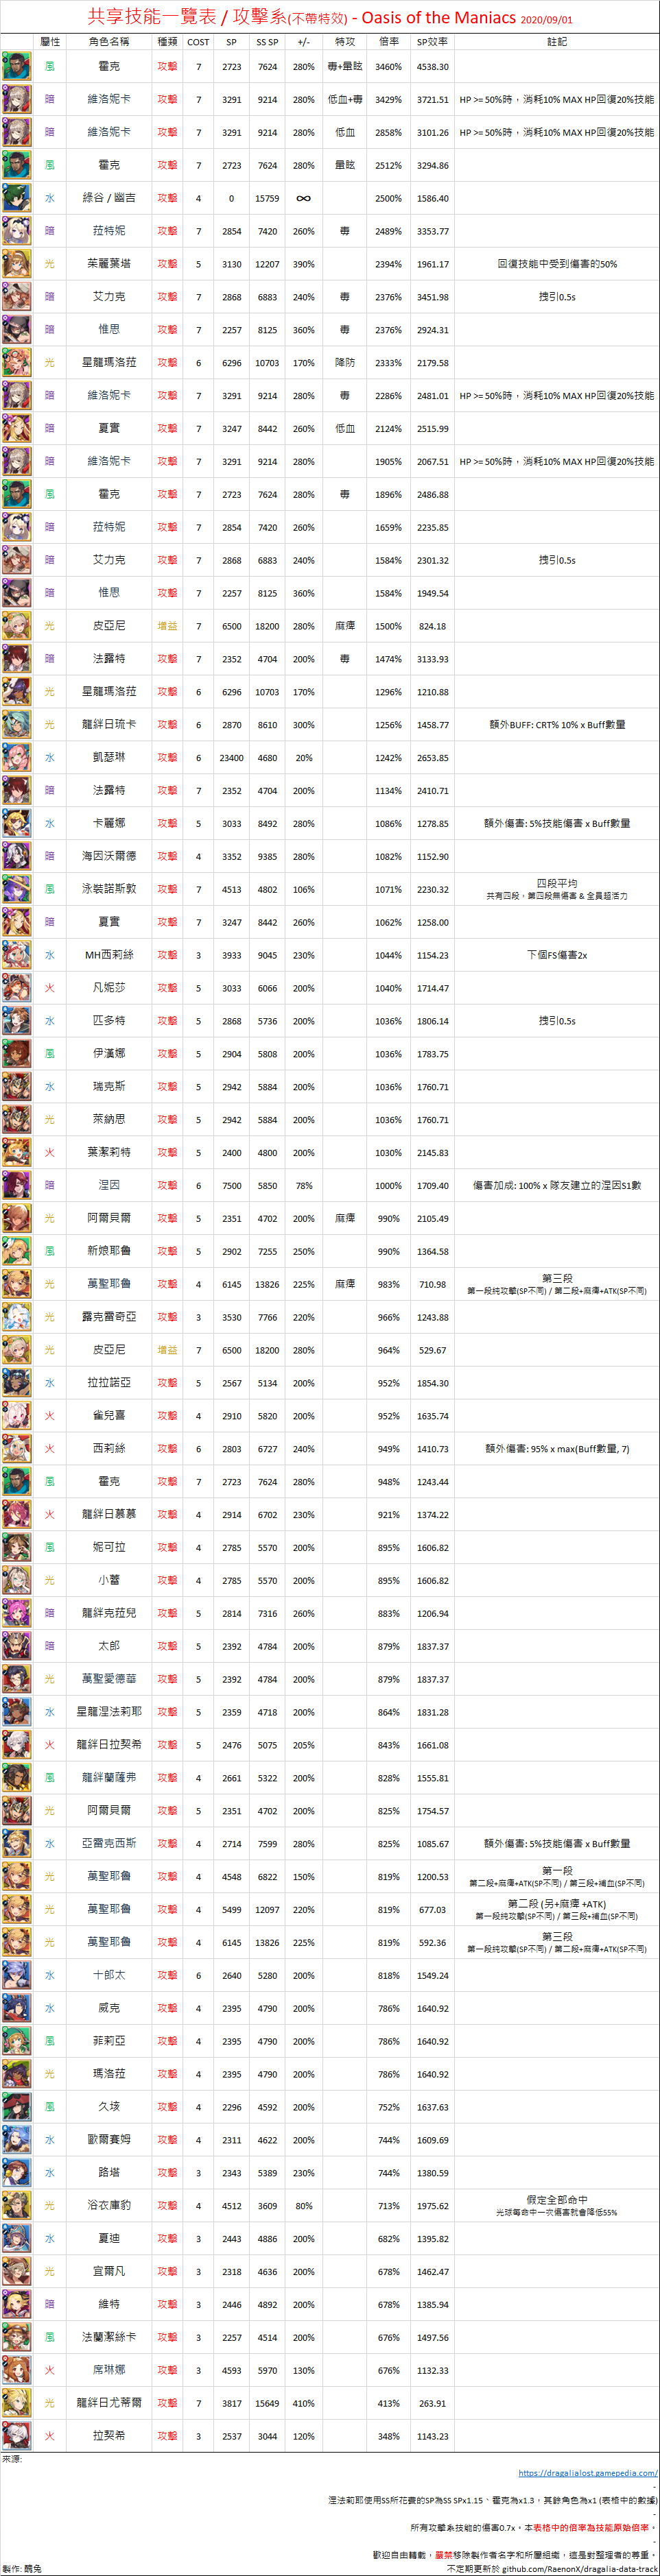 共享技能一覽表 / 攻擊系(不帶特效) - Oasis of the Maniacs 2020/09/01
屬性 角色名稱 種類 COST SP SS SP +/- 特攻 倍率 SP效率 註記
風 霍克 攻擊 7 2723 7624 280% 毒+暈眩 3460% 4538.30
暗 維洛妮卡 攻擊 7 3291 9214 280% 低血+毒 3429% 3721.51 HP >= 50%時，消耗10% MAX HP回復20%技能
暗 維洛妮卡 攻擊 7 3291 9214 280% 低血 2858% 3101.26 HP >= 50%時，消耗10% MAX HP回復20%技能
風 霍克 攻擊 7 2723 7624 280% 暈眩 2512% 3294.86
水 綠谷 / 幽吉 攻擊 4 0 15759 ∞ 2500% 1586.40
暗 菈特妮 攻擊 7 2854 7420 260% 毒 2489% 3353.77
光 茱麗葉塔 攻擊 5 3130 12207 390% 2394% 1961.17 回復技能中受到傷害的50%
暗 艾力克 攻擊 7 2868 6883 240% 毒 2376% 3451.98 拽引0.5s
暗 惟思 攻擊 7 2257 8125 360% 毒 2376% 2924.31
光 星龍瑪洛菈 攻擊 6 6296 10703 170% 降防 2333% 2179.58
暗 維洛妮卡 攻擊 7 3291 9214 280% 毒 2286% 2481.01 HP >= 50%時，消耗10% MAX HP回復20%技能
暗 夏實 攻擊 7 3247 8442 260% 低血 2124% 2515.99
暗 維洛妮卡 攻擊 7 3291 9214 280% 1905% 2067.51 HP >= 50%時，消耗10% MAX HP回復20%技能
風 霍克 攻擊 7 2723 7624 280% 毒 1896% 2486.88
暗 菈特妮 攻擊 7 2854 7420 260% 1659% 2235.85
暗 艾力克 攻擊 7 2868 6883 240% 1584% 2301.32 拽引0.5s
暗 惟思 攻擊 7 2257 8125 360% 1584% 1949.54
光 皮亞尼 增益 7 6500 18200 280% 麻痺 1500% 824.18
暗 法露特 攻擊 7 2352 4704 200% 毒 1474% 3133.93
光 星龍瑪洛菈 攻擊 6 6296 10703 170% 1296% 1210.88
光 龍絆日琉卡 攻擊 6 2870 8610 300% 1256% 1458.77 額外BUFF: CRT% 10% x Buff數量
水 凱瑟琳 攻擊 6 23400 4680 20% 1242% 2653.85
暗 法露特 攻擊 7 2352 4704 200% 1134% 2410.71
水 卡麗娜 攻擊 5 3033 8492 280% 1086% 1278.85 額外傷害: 5%技能傷害 x Buff數量
暗 海因沃爾德 攻擊 4 3352 9385 280% 1082% 1152.90
風 泳裝諾斯敦 攻擊 7 4513 4802 106% 1071% 2230.32 四段平均
共有四段，第四段無傷害 & 全員超活力
暗 夏實 攻擊 7 3247 8442 260% 1062% 1258.00
水 MH西莉絲 攻擊 3 3933 9045 230% 1044% 1154.23 下個FS傷害2x
火 凡妮莎 攻擊 5 3033 6066 200% 1040% 1714.47
水 匹多特 攻擊 5 2868 5736 200% 1036% 1806.14 拽引0.5s
風 伊漢娜 攻擊 5 2904 5808 200% 1036% 1783.75
水 瑞克斯 攻擊 5 2942 5884 200% 1036% 1760.71
光 萊納思 攻擊 5 2942 5884 200% 1036% 1760.71
火 葉潔莉特 攻擊 5 2400 4800 200% 1030% 2145.83
暗 涅因 攻擊 6 7500 5850 78% 1000% 1709.40 傷害加成: 100% x 隊友建立的涅因S1數
光 阿爾貝爾 攻擊 5 2351 4702 200% 麻痺 990% 2105.49
風 新娘耶魯 攻擊 5 2902 7255 250% 990% 1364.58
光 萬聖耶魯 攻擊 4 6145 13826 225% 麻痺 983% 710.98 第三段
第一段純攻擊(SP不同) / 第二段+麻痺+ATK(SP不同)
光 露克雷奇亞 攻擊 3 3530 7766 220% 966% 1243.88
光 皮亞尼 增益 7 6500 18200 280% 964% 529.67
水 拉拉諾亞 攻擊 5 2567 5134 200% 952% 1854.30
火 雀兒喜 攻擊 4 2910 5820 200% 952% 1635.74
火 西莉絲 攻擊 6 2803 6727 240% 949% 1410.73 額外傷害: 95% x max(Buff數量, 7)
風 霍克 攻擊 7 2723 7624 280% 948% 1243.44
火 龍絆日慕慕 攻擊 4 2914 6702 230% 921% 1374.22
風 妮可拉 攻擊 4 2785 5570 200% 895% 1606.82
光 小蕾 攻擊 4 2785 5570 200% 895% 1606.82
暗 龍絆克菈兒 攻擊 5 2814 7316 260% 883% 1206.94
暗 太郎 攻擊 5 2392 4784 200% 879% 1837.37
光 萬聖愛德華 攻擊 5 2392 4784 200% 879% 1837.37
水 星龍涅法莉耶 攻擊 5 2359 4718 200% 864% 1831.28
火 龍絆日拉契希 攻擊 5 2476 5075 205% 843% 1661.08
風 龍絆蘭薩弗 攻擊 4 2661 5322 200% 828% 1555.81
光 阿爾貝爾 攻擊 5 2351 4702 200% 825% 1754.57
水 亞雷克西斯 攻擊 4 2714 7599 280% 825% 1085.67 額外傷害: 5%技能傷害 x Buff數量
光 萬聖耶魯 攻擊 4 4548 6822 150% 819% 1200.53 第一段
第二段+麻痺+ATK(SP不同) / 第三段+補血(SP不同)
光 萬聖耶魯 攻擊 4 5499 12097 220% 819% 677.03 第二段 (另+麻痺 +ATK)
第一段純攻擊(SP不同) / 第三段+補血(SP不同)
光 萬聖耶魯 攻擊 4 6145 13826 225% 819% 592.36 第三段
第一段純攻擊(SP不同) / 第二段+麻痺+ATK(SP不同)
水 十郎太 攻擊 6 2640 5280 200% 818% 1549.24
水 威克 攻擊 4 2395 4790 200% 786% 1640.92
風 菲莉亞 攻擊 4 2395 4790 200% 786% 1640.92
光 瑪洛菈 攻擊 4 2395 4790 200% 786% 1640.92
風 久垓 攻擊 4 2296 4592 200% 752% 1637.63
水 歐爾賽姆 攻擊 4 2311 4622 200% 744% 1609.69
水 路塔 攻擊 3 2343 5389 230% 744% 1380.59
光 浴衣庫豹 攻擊 4 4512 3609 80% 713% 1975.62 假定全部命中
光球每命中一次傷害就會降低55%
水 夏迪 攻擊 3 2443 4886 200% 682% 1395.82
光 宜爾凡 攻擊 3 2318 4636 200% 678% 1462.47
暗 維特 攻擊 3 2446 4892 200% 678% 1385.94
風 法蘭潔絲卡 攻擊 3 2257 4514 200% 676% 1497.56
火 席琳娜 攻擊 3 4593 5970 130% 676% 1132.33
光 龍絆日尤蒂爾 攻擊 7 3817 15649 410% 413% 263.91
火 拉契希 攻擊 3 2537 3044 120% 348% 1143.23
來源:
https://dragalialost.gamepedia.com/
-
涅法莉耶使用SS所花費的SP為SS SPx1.15、霍克為x1.3，其餘角色為x1 (表格中的數據)
-
所有攻擊系技能的傷害0.7x，本表格中的倍率為技能原始倍率。
-
歡迎自由轉載，嚴禁移除製作者名字和所屬組織，這是對整理者的尊重。
製作: 醜兔 不定期更新於 github.com/RaenonX/dragalia-data-track